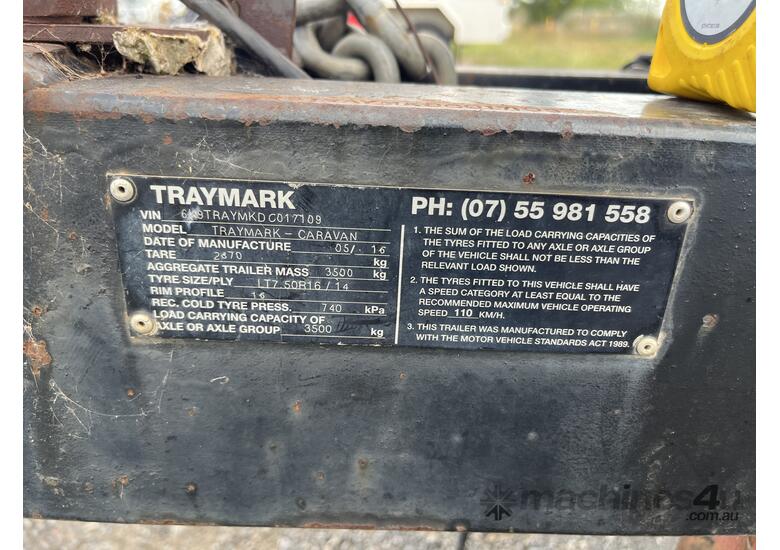 TRAYMARK
VIN
MODEL TRAYMARK - CARAVAN
DATE OF MANUFACTURE 05/ 16
TARE 2870 kg
AGGREGATE TRAILER MASS 3500 kg
TYRE SIZE/PLY LT7.50R16/14
RIM PROFILE 16
REC. COLD TYRE PRESS. 740 kPa
LOAD CARRYING CAPACITY OF
AXLE OR AXLE GROUP 3500 kg
PH: (07) 55 981 558
1. THE SUM OF THE LOAD CARRYING CAPACITIES OF
THE TYRES FITTED TO ANY AXLE OR AXLE GROUP
OF THE VEHICLE SHALL NOT BE LESS THAN THE
RELEVANT LOAD SHOWN.
2. THE TYRES FITTED TO THIS VEHICLE SHALL HAVE
A SPEED CATEGORY AT LEAST EQUAL TO THE
RECOMMENDED MAXIMUM VEHICLE OPERATING
SPEED 110 KM/H.
3. THIS TRAILER WAS MANUFACTURED TO COMPLY
WITH THE MOTOR VEHICLE STANDARDS ACT 1989.
machines4u
.com.au